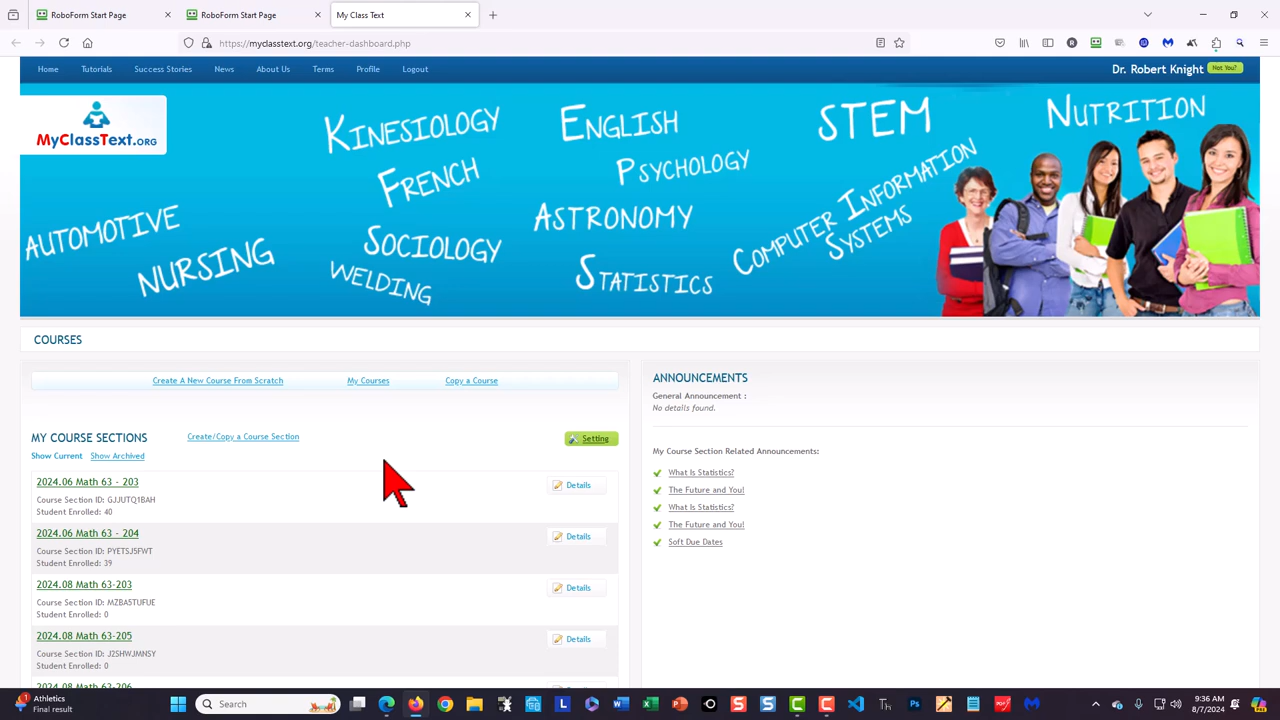 RoboForm Start Page
RoboForm Start Page
My Class Text
https://myclasstext.org/teacher-dashboard.php
Home
Tutorials
Success Stories
News
About Us
Terms
Profile
Logout
Dr. Robert Knight
Not You?
MyClassText.org
Kinesiology
English
STEM
Nutrition
French
Psychology
Automotive
Nursing
Sociology
Welding
Astronomy
Statistics
Computer Information
Systems
COURSES
Create A New Course From Scratch
My Courses
Copy a Course
MY COURSE SECTIONS
Create/Copy a Course Section
Setting
Show Current
Show Archived
2024.06 Math 63 - 203
Course Section ID: GJJUTQ1BAH
Student Enrolled: 40
Details
2024.06 Math 63 - 204
Course Section ID: PYETSJ5FWT
Student Enrolled: 39
Details
2024.08 Math 63-203
Course Section ID: MZBA5TUFUE
Student Enrolled: 0
Details
2024.08 Math 63-205
Course Section ID: J2SHWJMNSY
Student Enrolled: 0
Details
ANNOUNCEMENTS
General Announcement :
No details found.
My Course Section Related Announcements:
What Is Statistics?
The Future and You!
What Is Statistics?
The Future and You!
Soft Due Dates
Athletics
Final result
Search
9:36 AM
8/7/2024